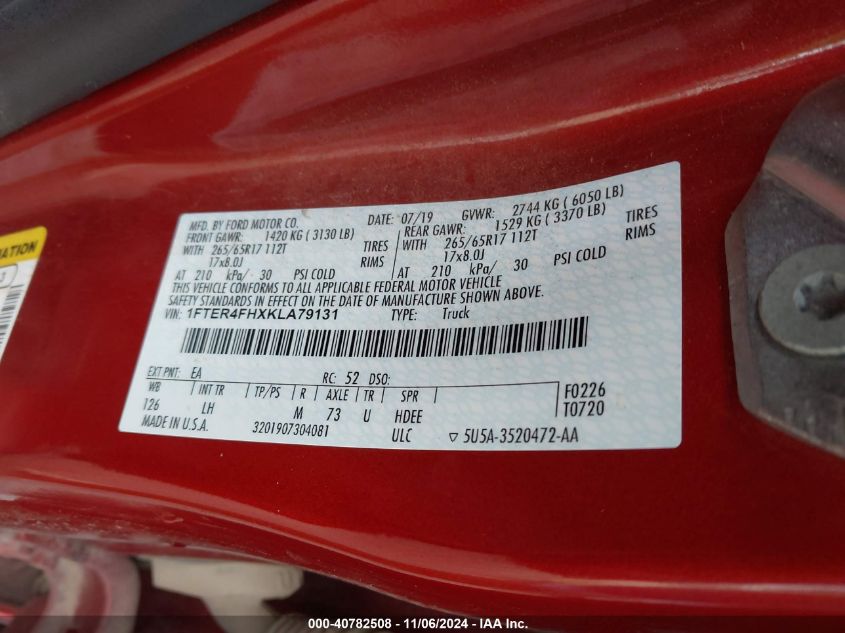 MATION
MFD. BY FORD MOTOR CO. DATE: 07/19 GVWR: 2744 KG ( 6050 LB)
FRONT GAWR: 1420 KG ( 3130 LB) REAR GAWR: 1529 KG ( 3370 LB)
WITH 265/65R17 112T TIRES WITH 265/65R17 112T TIRES
17x8.0J RIMS 17x8.0J RIMS
AT 210 kPa/ 30 PSI COLD AT 210 kPa/ 30 PSI COLD
THIS VEHICLE CONFORMS TO ALL APPLICABLE FEDERAL MOTOR VEHICLE
SAFETY STANDARDS IN EFFECT ON THE DATE OF MANUFACTURE SHOWN ABOVE.
VIN: 1FTER4FHXKLA79131 TYPE: Truck
EXT PNT: EA RC: 52 DSO:
WB INT TR TP/PS R AXLE TR SPR F0226
126 LH M 73 U HDEE T0720
MADE IN U.S.A. 3201907304081 ULC ▽ 5U5A-3520472-AA
000-40782508 - 11/06/2024 - IAA Inc.